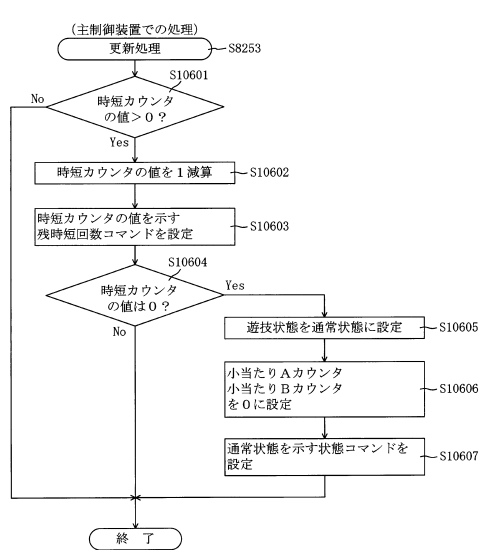 (主制御装置での処理)
更新処理
S8253
S10601
No
時短カウンタ
の値>0?
Yes
時短カウンタの値を1減算
S10602
時短カウンタの値を示す
残時短回数コマンドを設定
S10603
S10604
時短カウンタ
の値は0?
Yes
No
遊技状態を通常状態に設定
S10605
小当たりAカウンタ
小当たりBカウンタ
を0に設定
S10606
通常状態を示す状態コマンドを
設定
S10607
終 了